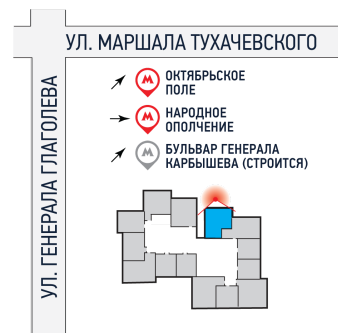 УЛ. МАРШАЛА ТУХАЧЕВСКОГО
УЛ. ГЕНЕРАЛА ГЛАГОЛЕВА
М ОКТЯБРЬСКОЕ
ПОЛЕ
М НАРОДНОЕ
ОПОЛЧЕНИЕ
М БУЛЬВАР ГЕНЕРАЛА
КАРБЫШЕВА (СТРОИТСЯ)